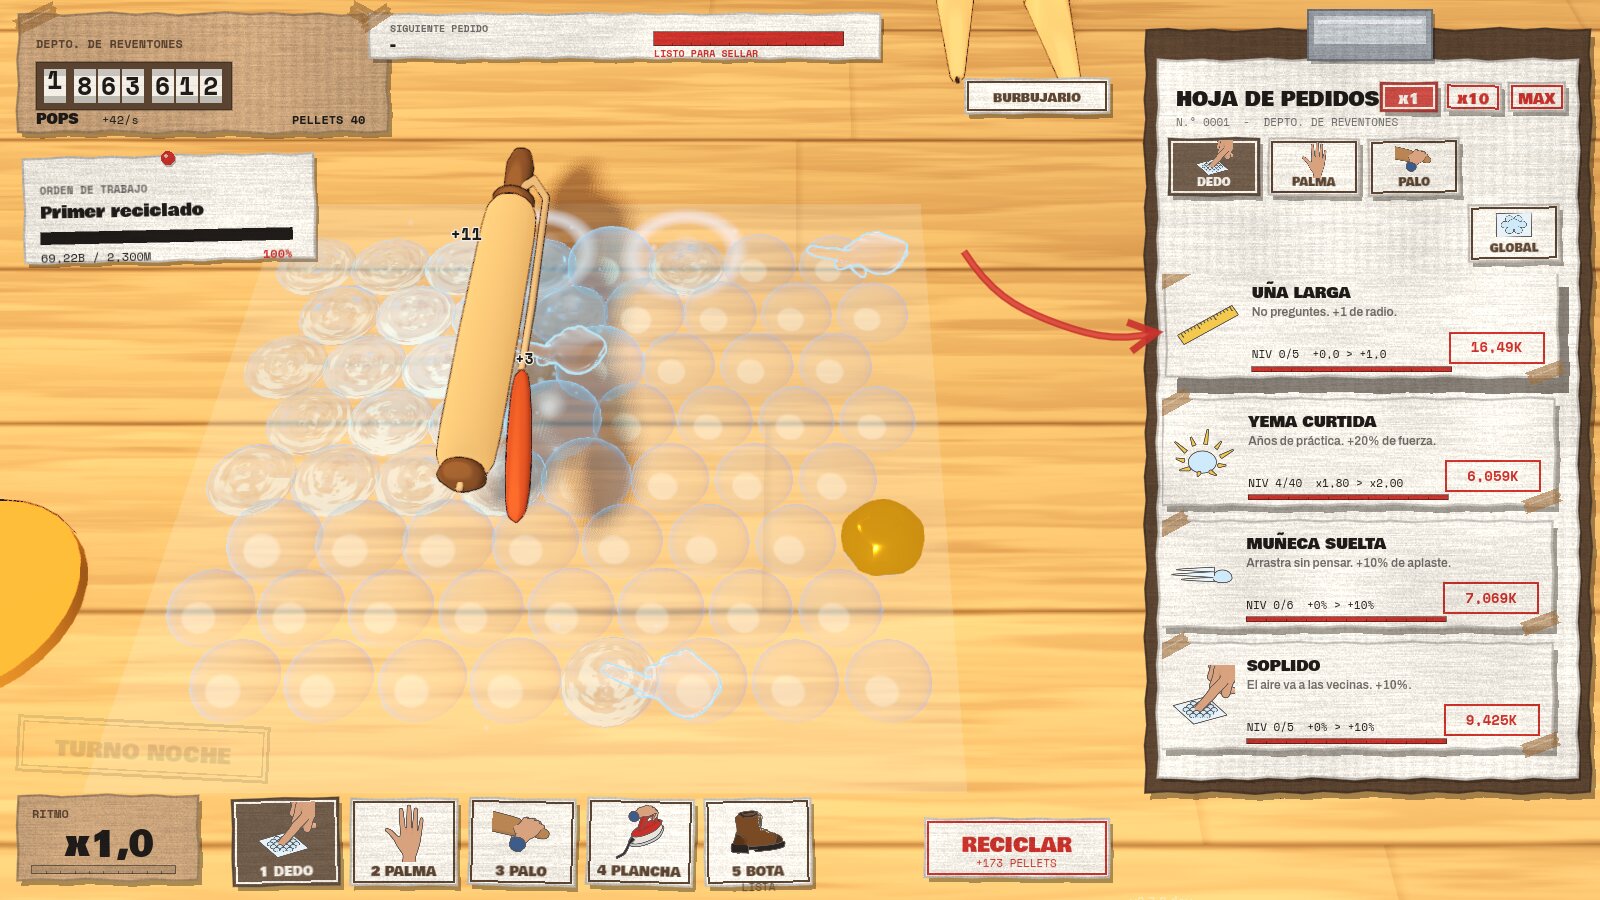 DEPTO. DE REVENTONES
1 863 612
POPS +42/s PELLETS 40
SIGUIENTE PEDIDO
-
LISTO PARA SELLAR
BURBUJARIO
ORDEN DE TRABAJO
Primer reciclado
69,22B / 2,300M 100%
+11
+3
HOJA DE PEDIDOS x1 x10 MAX
N.° 0001 - DEPTO. DE REVENTONES
DEDO PALMA PALO
GLOBAL
UÑA LARGA
No preguntes. +1 de radio.
NIV 0/5 +0,0 > +1,0 16,49K
YEMA CURTIDA
Años de práctica. +20% de fuerza.
NIV 4/40 x1,80 > x2,00 6,059K
MUÑECA SUELTA
Arrastra sin pensar. +10% de aplaste.
NIV 0/6 +0% > +10% 7,069K
SOPLIDO
El aire va a las vecinas. +10%.
NIV 0/5 +0% > +10% 9,425K
TURNO NOCHE
RITMO
x1,0
1 DEDO 2 PALMA 3 PALO 4 PLANCHA 5 BOTA
LISTA
RECICLAR
+173 PELLETS